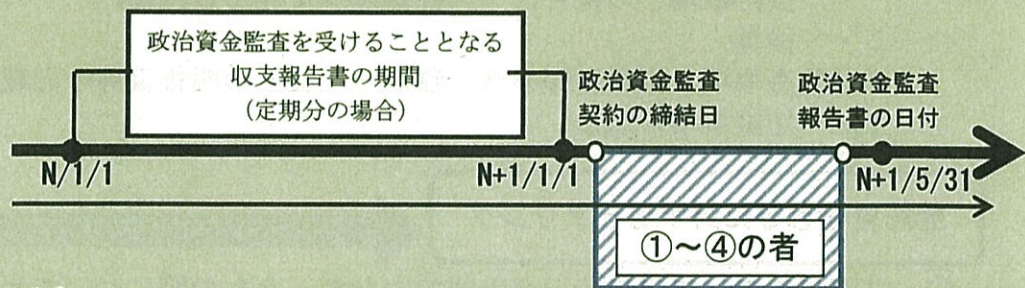 政治資金監査を受けることとなる
収支報告書の期間
(定期分の場合)
政治資金監査
契約の締結日
政治資金監査
報告書の日付
N/1/1
N+1/1/1
N+1/5/31
①～④の者